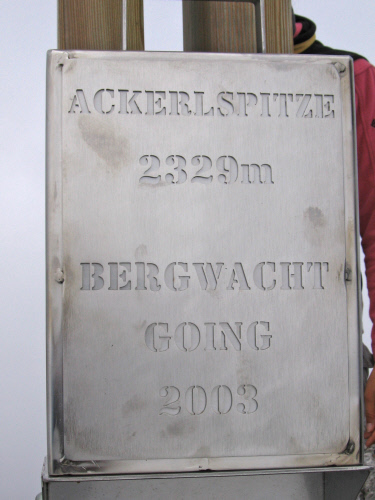 ACKERLSPITZE
2329m
BERGWACHT
GOING
2003